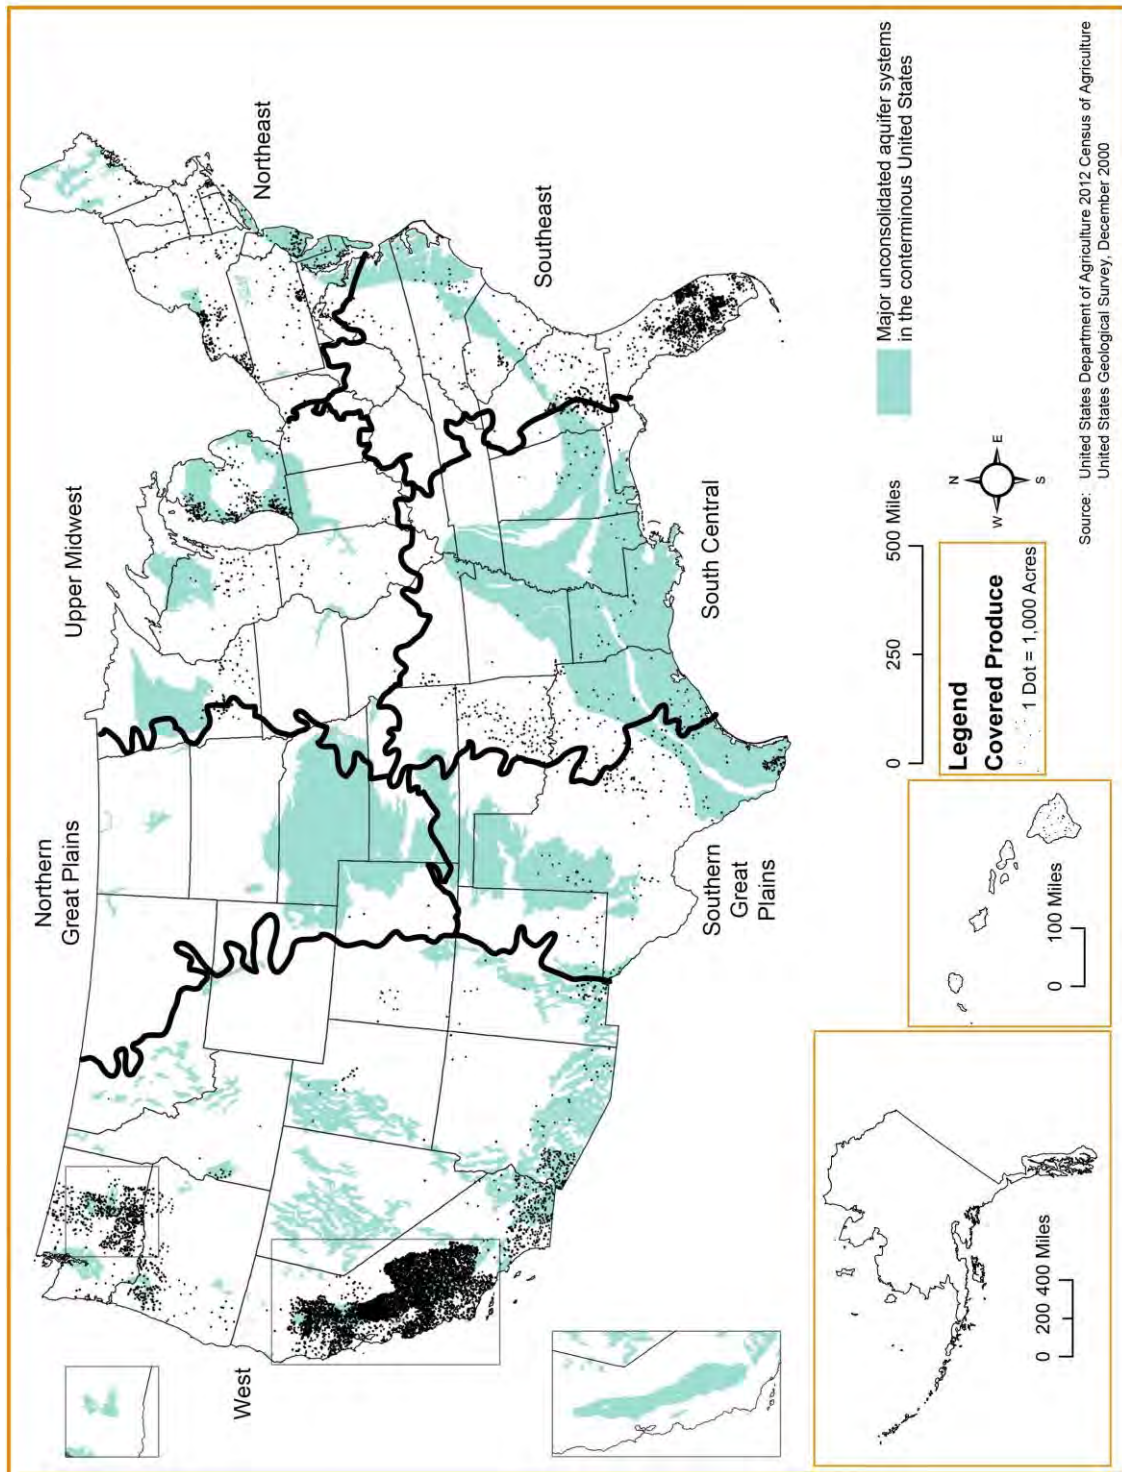 Northern
Great Plains
Upper Midwest
Northeast
West
Southeast
Southern
Great
Plains
South Central
0 200 400 Miles
0 100 Miles
0 250 500 Miles
Legend
Covered Produce
1 Dot = 1,000 Acres
N
W E
S
Major unconsolidated aquifer systems
in the conterminous United States
Source: United States Department of Agriculture 2012 Census of Agriculture
United States Geological Survey, December 2000